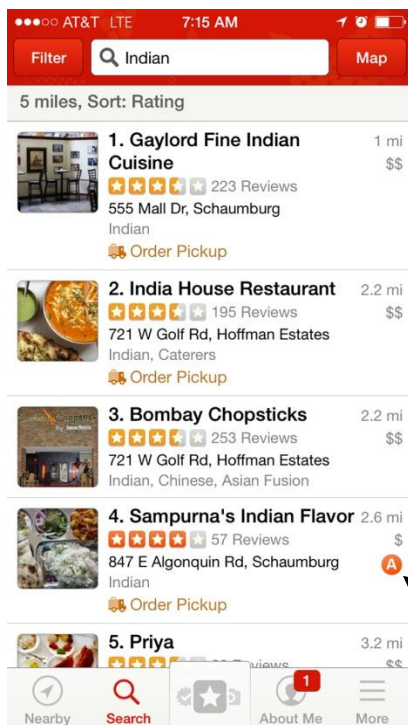 AT&T LTE 7:15 AM
Filter Indian Map
5 miles, Sort: Rating
1. Gaylord Fine Indian 1 mi
Cuisine $$
223 Reviews
555 Mall Dr, Schaumburg
Indian
Order Pickup
2. India House Restaurant 2.2 mi
195 Reviews $$
721 W Golf Rd, Hoffman Estates
Indian, Caterers
Order Pickup
3. Bombay Chopsticks 2.2 mi
253 Reviews $$
721 W Golf Rd, Hoffman Estates
Indian, Chinese, Asian Fusion
4. Sampurna's Indian Flavor 2.6 mi
57 Reviews $
847 E Algonquin Rd, Schaumburg A
Indian
Order Pickup
5. Priya 3.2 mi
Reviews $$
1
Nearby Search About Me More